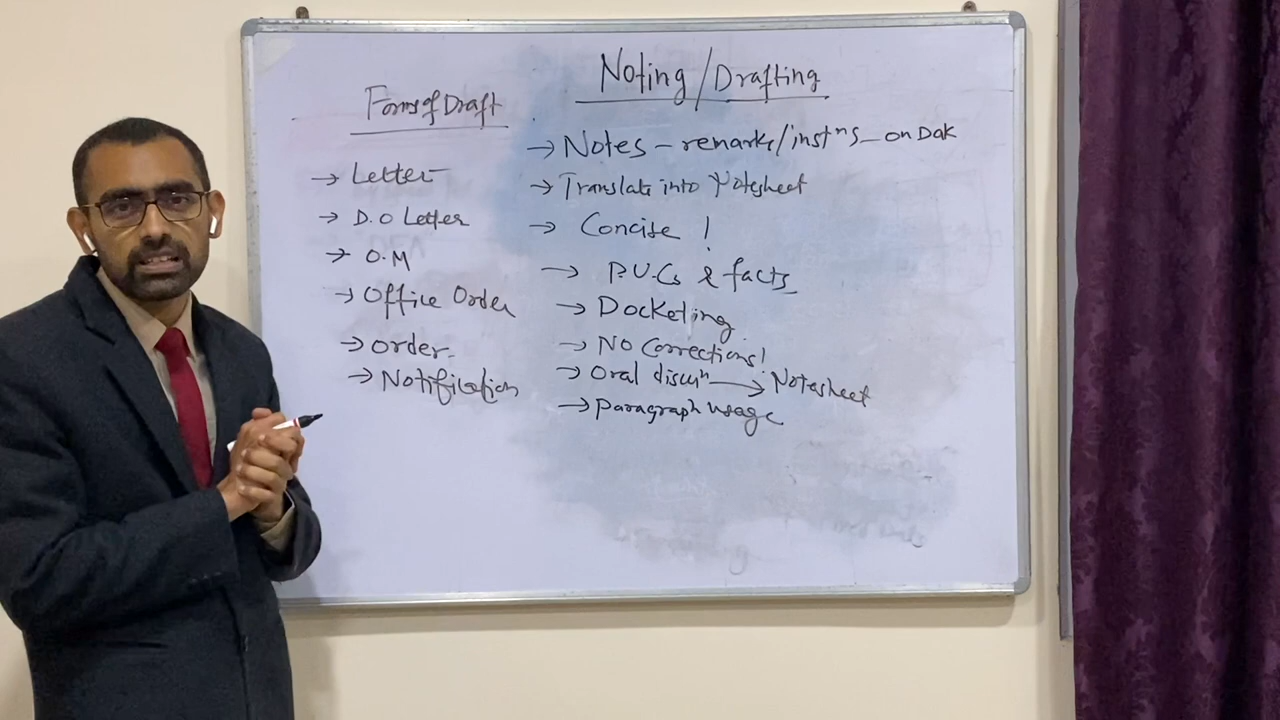 Noting/Drafting
→ Notes - remarks/instⁿs - on Dak
→ Translate into Notesheet
→ Concise !
→ P.U.Cs & facts
→ Docketing
→ NO Corrections!
→ Oral discuⁿ → Notesheet
→ Paragraph usage
Forms of Draft
→ Letter
→ D.O Letter
→ O.M
→ Office Order
→ Order
→ Notification